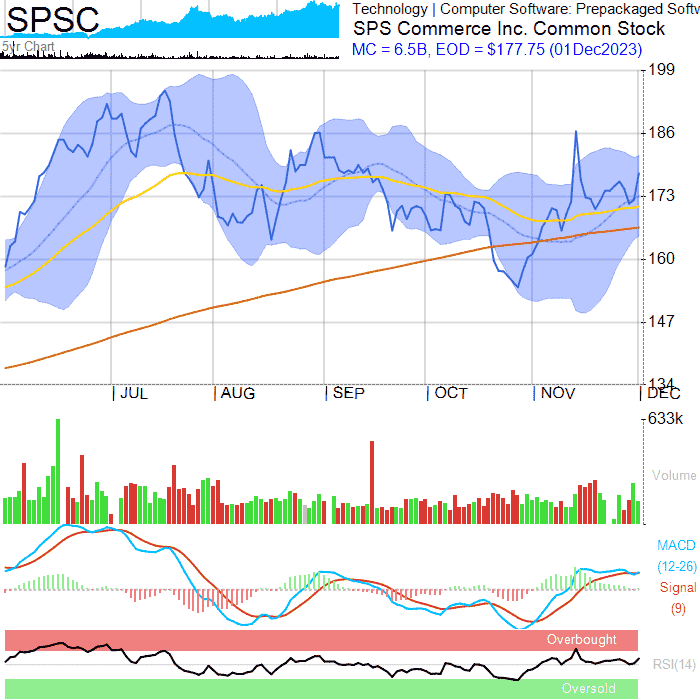 SPSC
5yr Chart
Technology | Computer Software: Prepackaged Softw
SPS Commerce Inc. Common Stock
MC = 6.5B, EOD = $177.75 (01Dec2023)
199
186
173
160
147
134
JUL
AUG
SEP
OCT
NOV
DEC
633k
Volume
MACD
(12-26)
Signal
(9)
Overbought
RSI(14)
Oversold